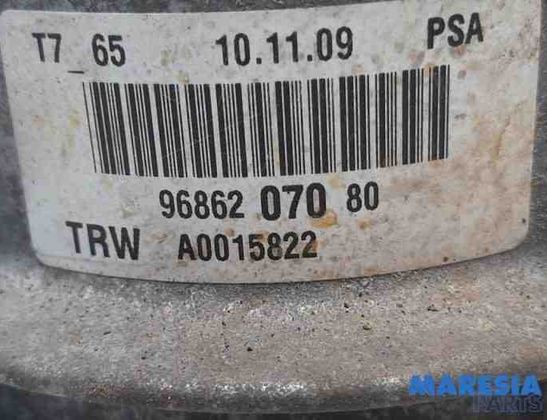 T7_65 10.11.09 PSA
96862 070 80
TRW A0015822
MARESIA
PARTS